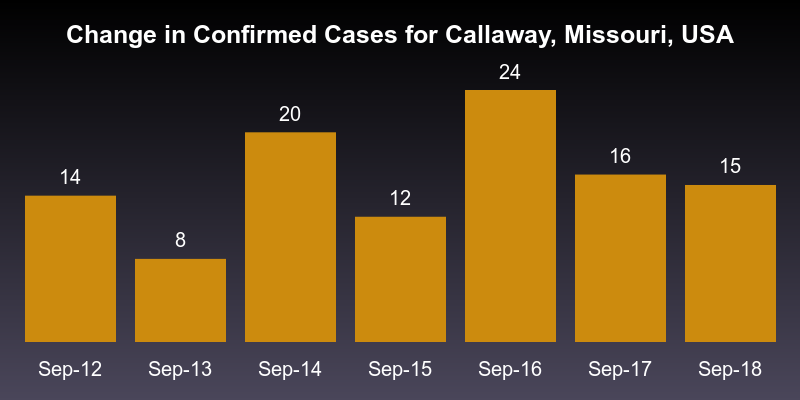 Change in Confirmed Cases for Callaway, Missouri, USA
14
8
20
12
24
16
15
Sep-12
Sep-13
Sep-14
Sep-15
Sep-16
Sep-17
Sep-18